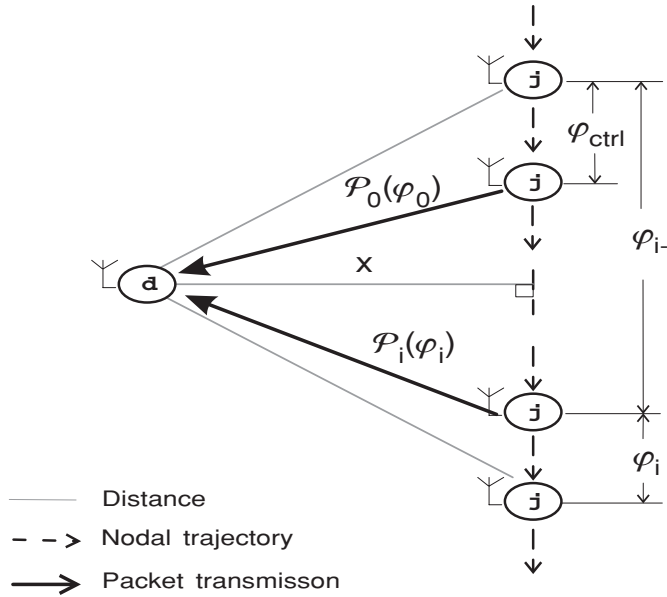 j
φctrl
j
𝒫0(φ0)
φi-
x
d
𝒫i(φi)
j
φi
j
Distance
Nodal trajectory
Packet transmisson